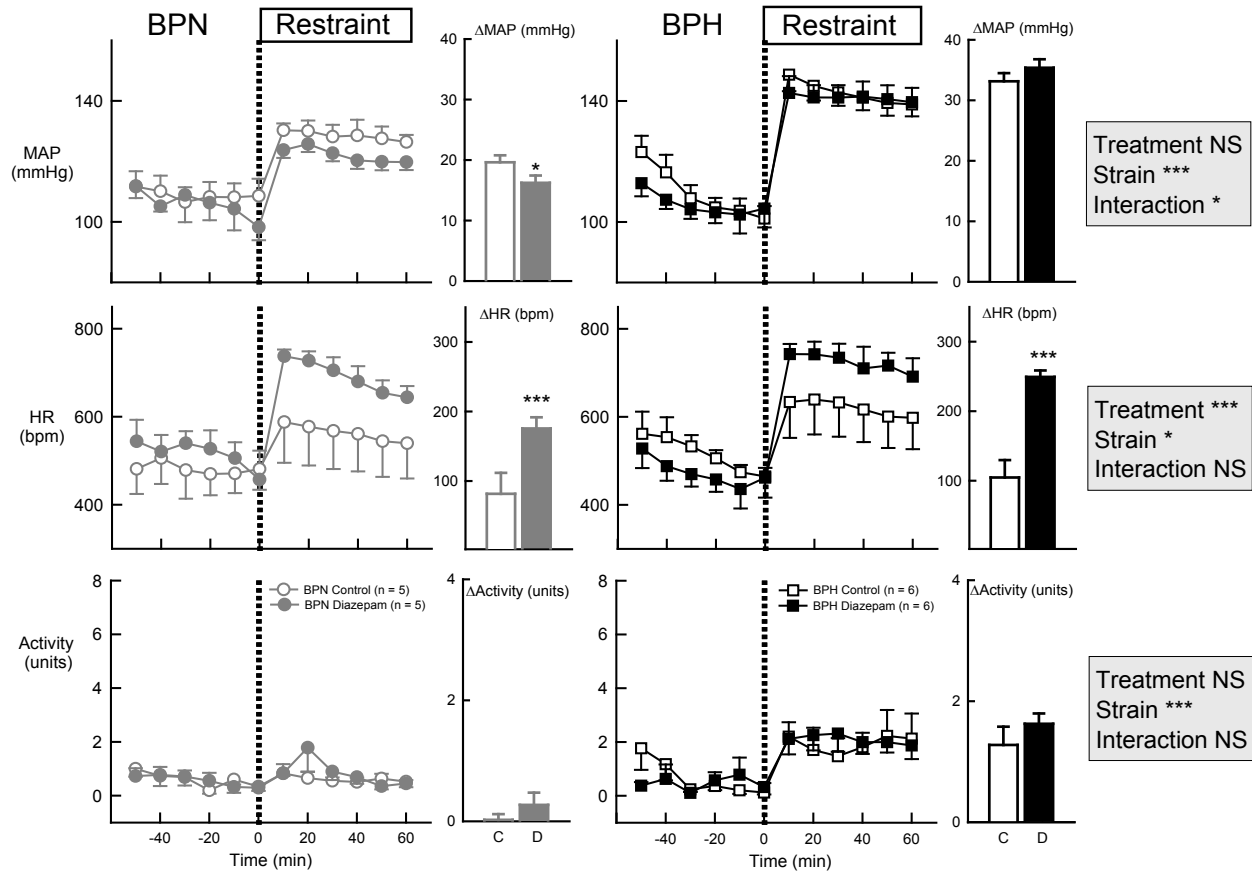 BPN
Restraint
ΔMAP (mmHg)
BPH
Restraint
ΔMAP (mmHg)
MAP
(mmHg)
140
100
40
30
20
10
0
*
140
100
40
30
20
10
0
Treatment NS
Strain ***
Interaction *
HR
(bpm)
800
600
400
ΔHR (bpm)
300
200
100
***
800
600
400
ΔHR (bpm)
300
200
100
***
Treatment ***
Strain *
Interaction NS
Activity
(units)
8
6
4
2
0
BPN Control (n = 5)
BPN Diazepam (n = 5)
-40
-20
0
20
40
60
Time (min)
ΔActivity (units)
4
2
0
C
D
8
6
4
2
0
BPH Control (n = 6)
BPH Diazepam (n = 6)
-40
-20
0
20
40
60
Time (min)
ΔActivity (units)
4
2
0
C
D
Treatment NS
Strain ***
Interaction NS